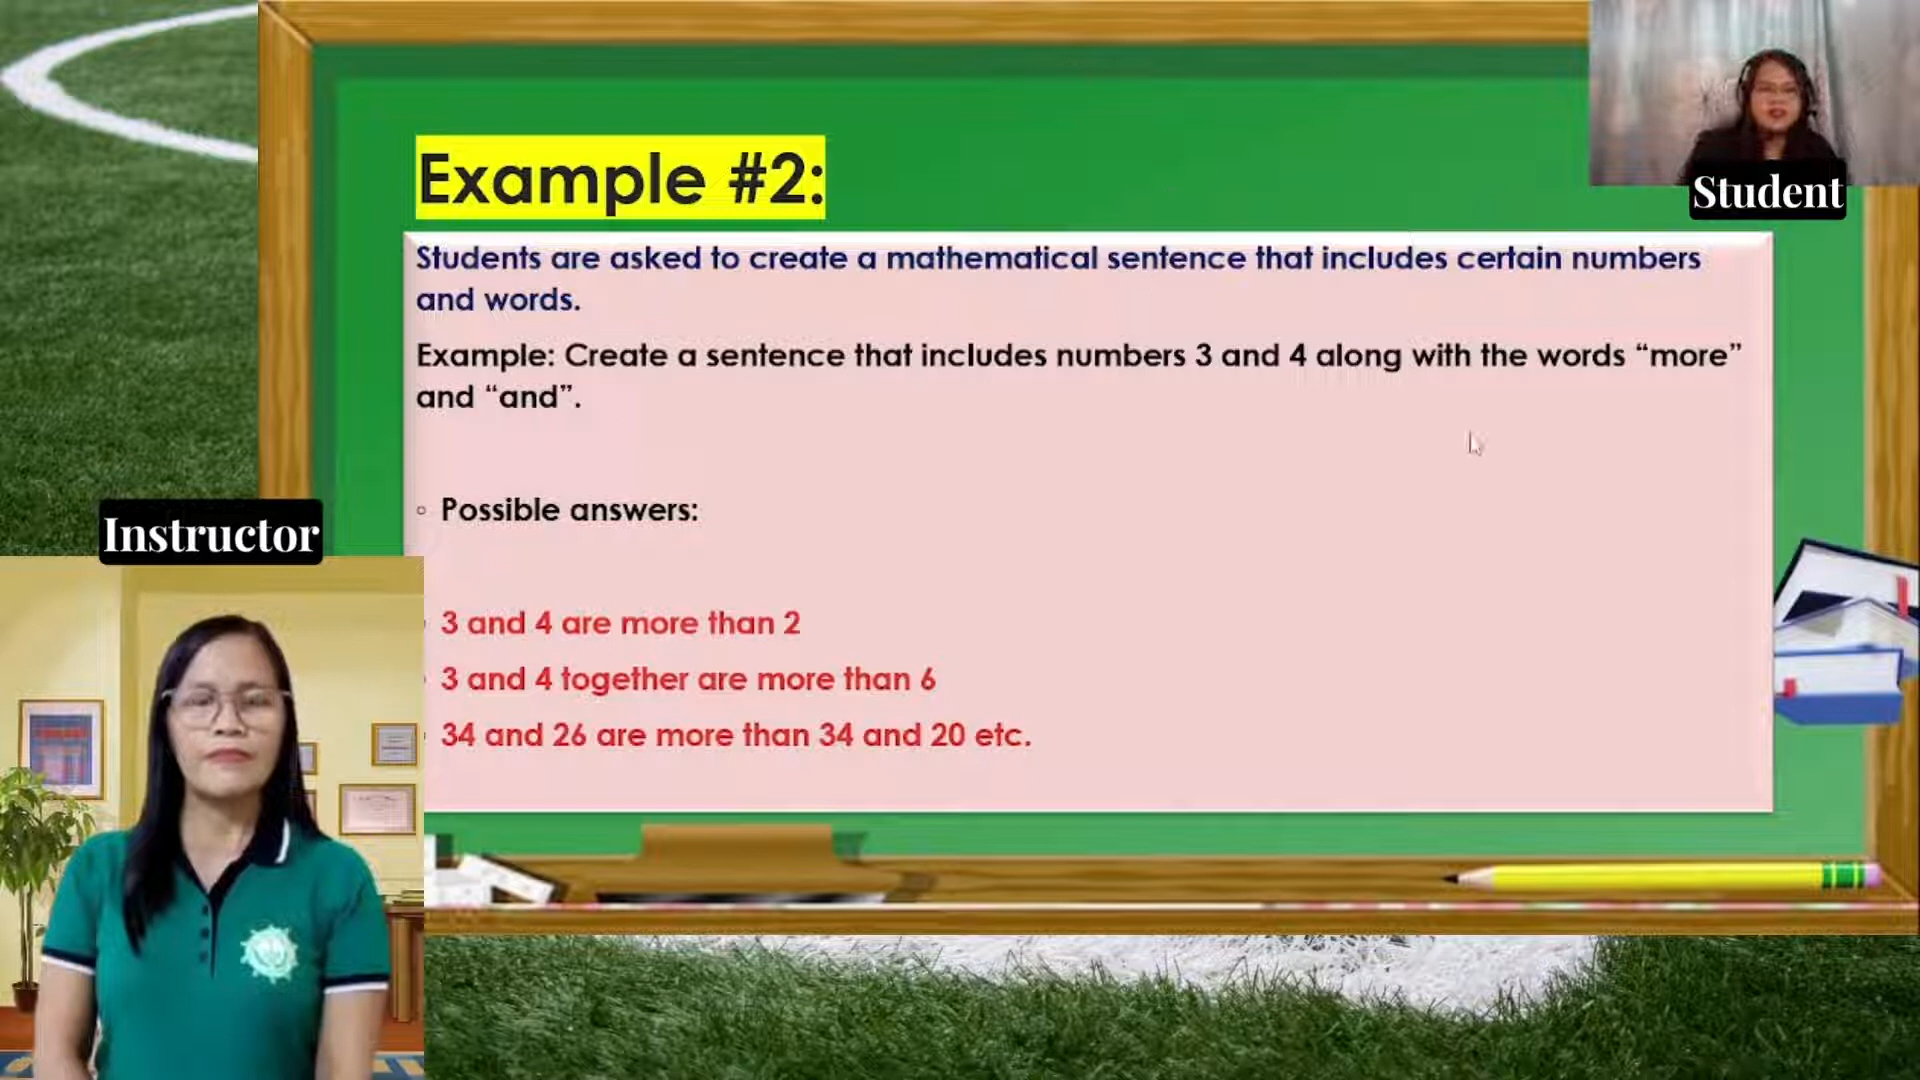 Example #2:
Student
Students are asked to create a mathematical sentence that includes certain numbers
and words.
Example: Create a sentence that includes numbers 3 and 4 along with the words “more”
and “and”.
Possible answers:
Instructor
3 and 4 are more than 2
3 and 4 together are more than 6
34 and 26 are more than 34 and 20 etc.